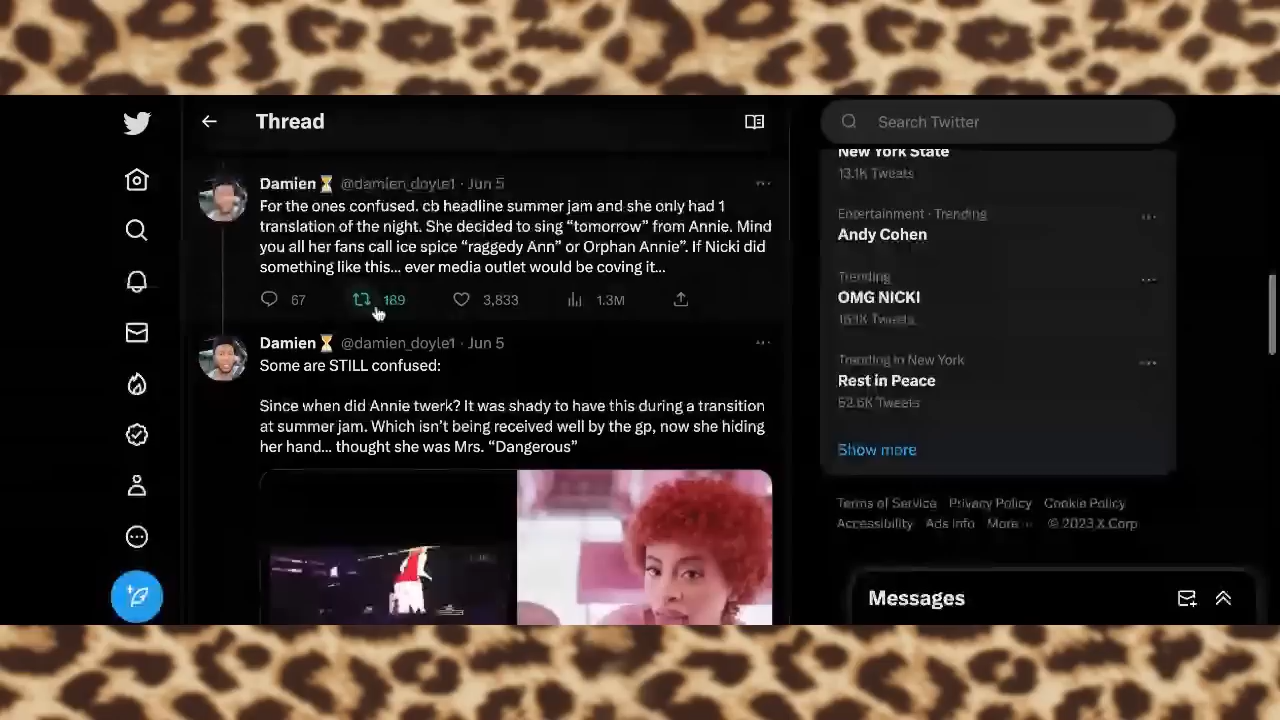 Thread
Damien @damien_doyle1 · Jun 5
For the ones confused. cb headline summer jam and she only had 1
translation of the night. She decided to sing “tomorrow” from Annie. Mind
you all her fans call ice spice “raggedy Ann” or Orphan Annie”. If Nicki did
something like this... ever media outlet would be coving it...
67 189 3,833 1.3M
Damien @damien_doyle1 · Jun 5
Some are STILL confused:
Since when did Annie twerk? It was shady to have this during a transition
at summer jam. Which isn’t being received well by the gp, now she hiding
her hand... thought she was Mrs. “Dangerous”
Search Twitter
New York State
13.1K Tweets
Entertainment · Trending
Andy Cohen
Trending
OMG NICKI
Tweets
Trending in New York
Rest in Peace
52.6K Tweets
Show more
Terms of Service Privacy Policy Cookie Policy
Accessibility Ads info More ··· © 2023 X Corp
Messages